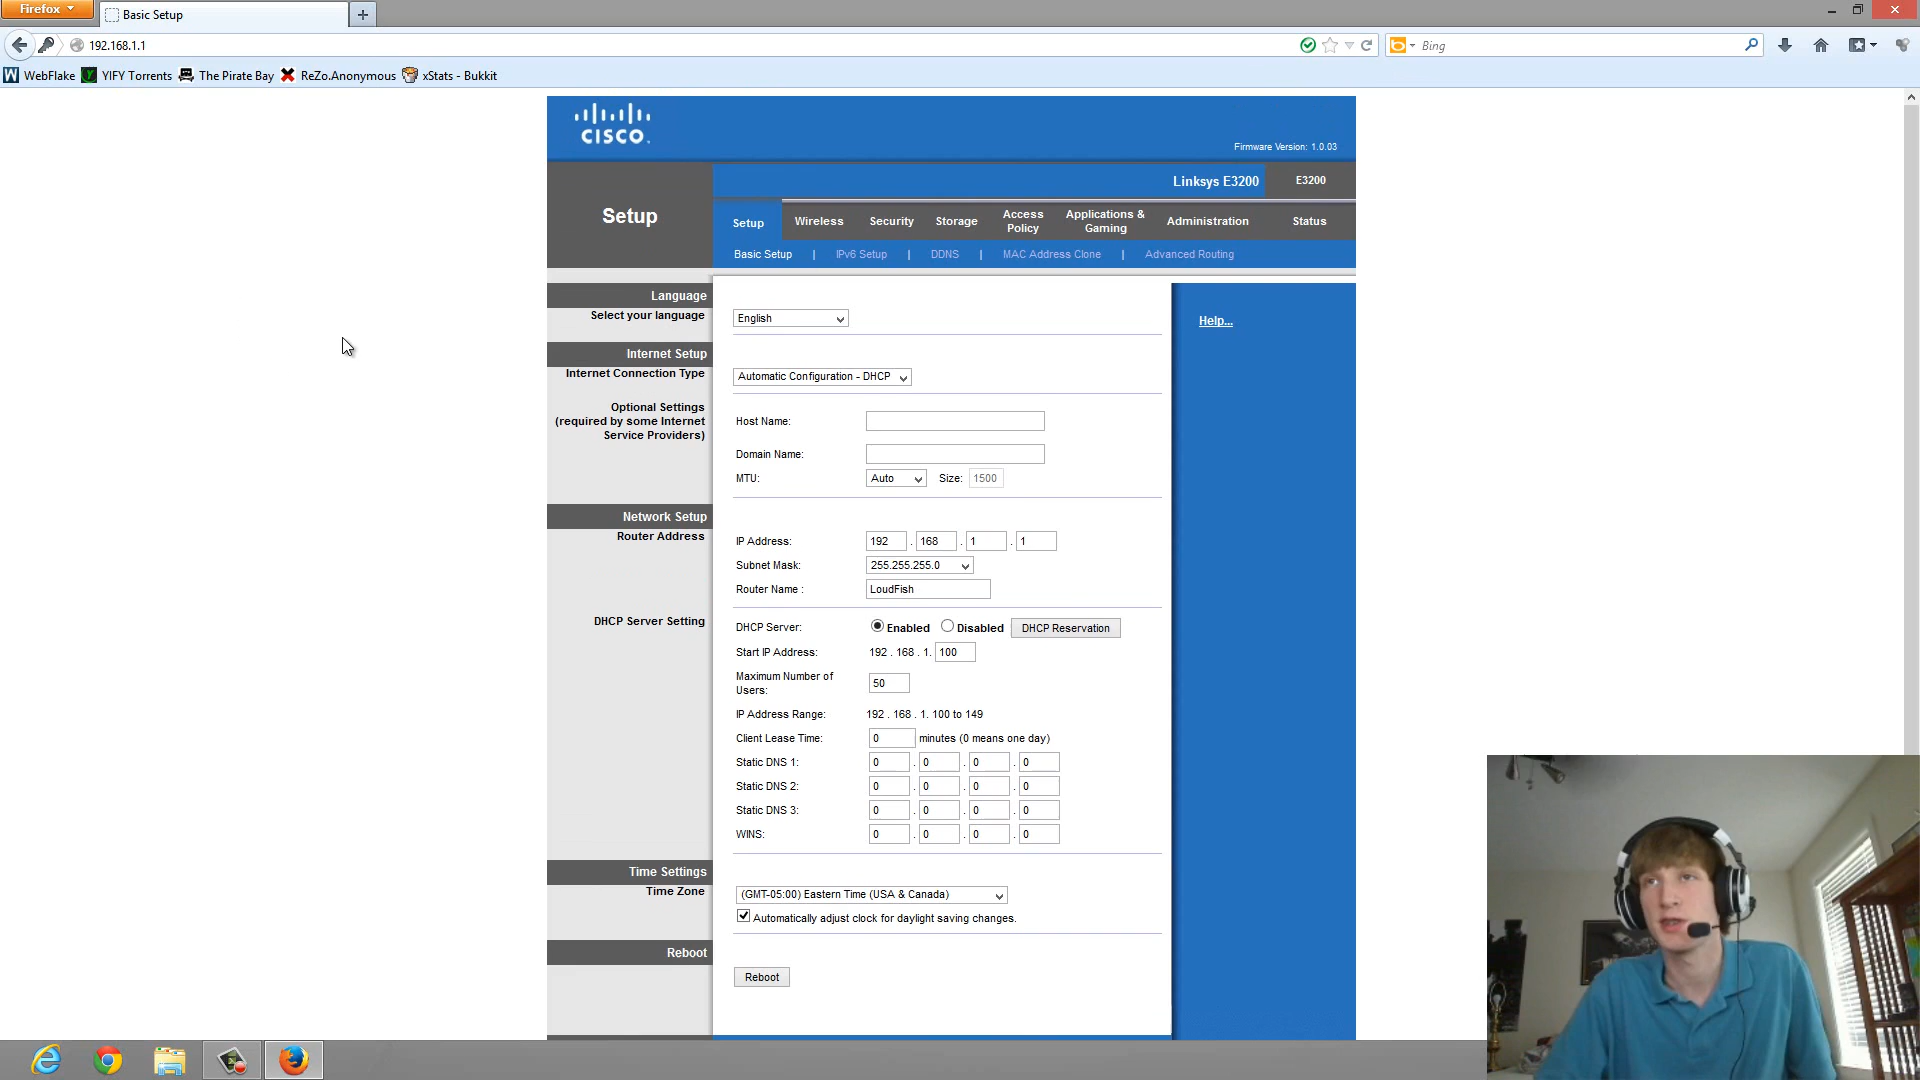 Firefox
Basic Setup
192.168.1.1
Bing
WebFlake YIFY Torrents The Pirate Bay ReZo.Anonymous xStats - Bukkit
CISCO
Firmware Version: 1.0.03
Linksys E3200 E3200
Setup
Setup Wireless Security Storage Access Policy Applications & Gaming Administration Status
Basic Setup | IPv6 Setup | DDNS | MAC Address Clone | Advanced Routing
Language
Select your language English
Help...
Internet Setup
Internet Connection Type Automatic Configuration - DHCP
Optional Settings
(required by some Internet
Service Providers)
Host Name:
Domain Name:
MTU: Auto Size: 1500
Network Setup
Router Address
IP Address: 192 . 168 . 1 . 1
Subnet Mask: 255.255.255.0
Router Name : LoudFish
DHCP Server Setting
DHCP Server: Enabled Disabled DHCP Reservation
Start IP Address: 192 . 168 . 1. 100
Maximum Number of
Users: 50
IP Address Range: 192 . 168 . 1. 100 to 149
Client Lease Time: 0 minutes (0 means one day)
Static DNS 1: 0 . 0 . 0 . 0
Static DNS 2: 0 . 0 . 0 . 0
Static DNS 3: 0 . 0 . 0 . 0
WINS: 0 . 0 . 0 . 0
Time Settings
Time Zone (GMT-05:00) Eastern Time (USA & Canada)
Automatically adjust clock for daylight saving changes.
Reboot
Reboot